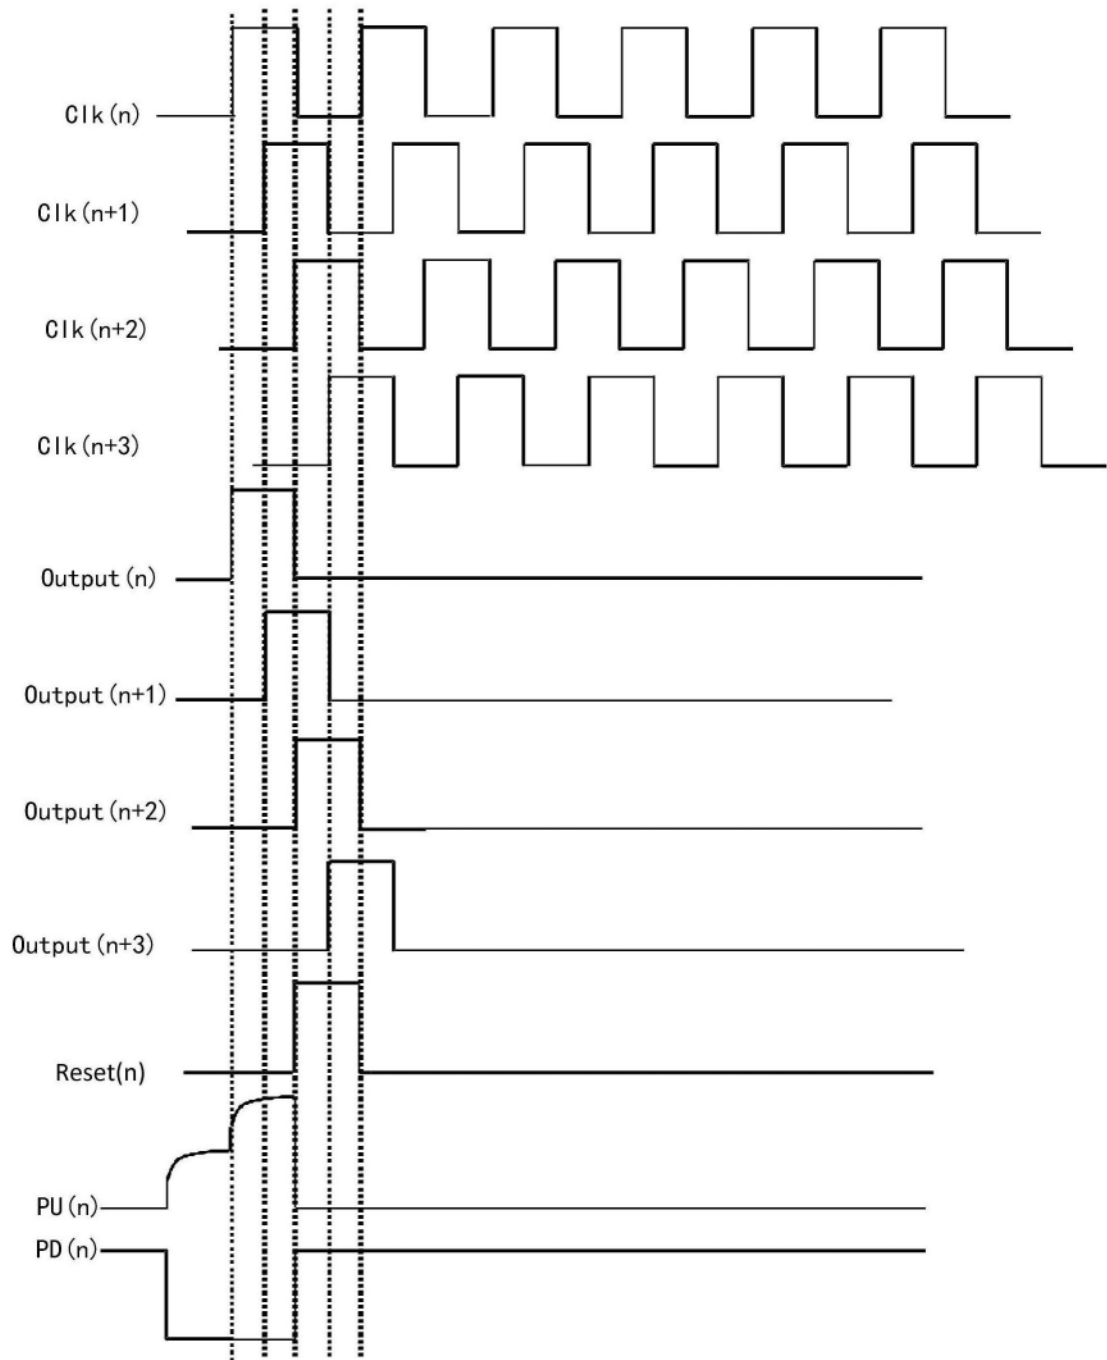 Clk(n)
Clk(n+1)
Clk(n+2)
Clk(n+3)
Output(n)
Output(n+1)
Output(n+2)
Output(n+3)
Reset(n)
PU(n)
PD(n)